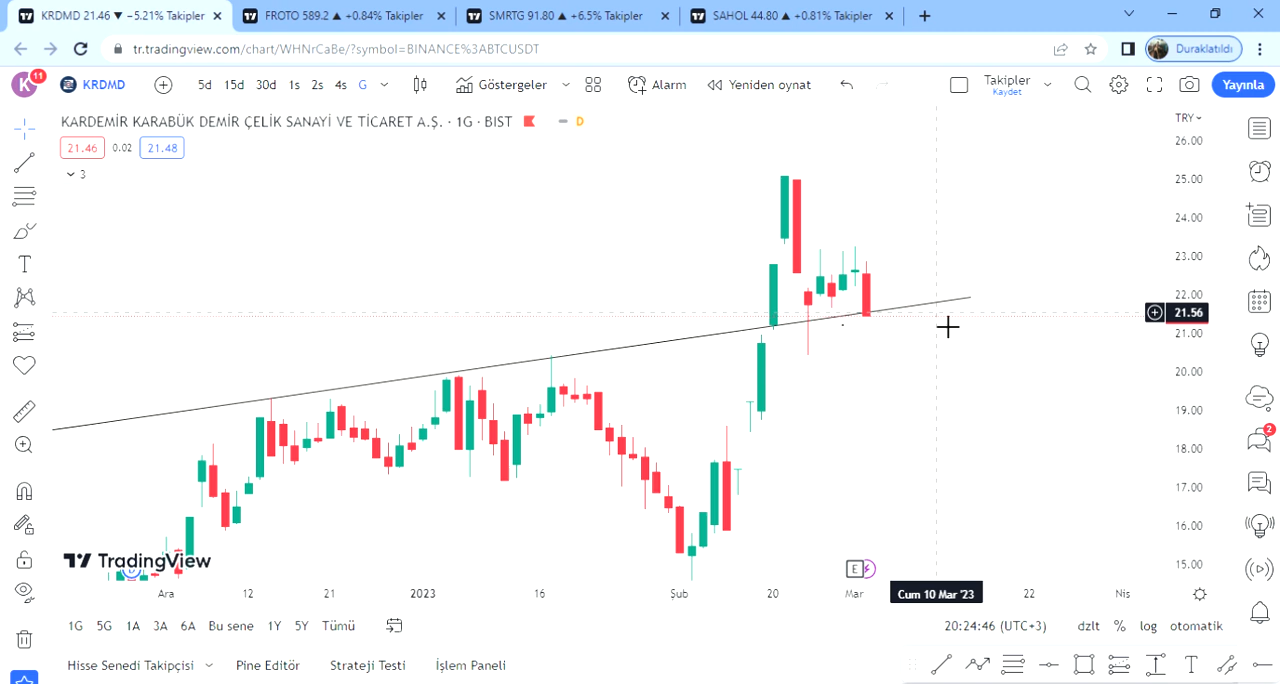 KRDMD 21.46 ▼ −5.21% Takipler
FROTO 589.2 ▲ +0.84% Takipler
SMRTG 91.80 ▲ +6.5% Takipler
SAHOL 44.80 ▲ +0.81% Takipler
tr.tradingview.com/chart/WHNrCaBe/?symbol=BINANCE%3ABTCUSDT
Duraklatıldı
K 11
KRDMD
5d 15d 30d 1s 2s 4s G
Göstergeler
Alarm
Yeniden oynat
Takipler
Kaydet
Yayınla
KARDEMİR KARABÜK DEMİR ÇELİK SANAYİ VE TİCARET A.Ş. · 1G · BIST
D
TRY
21.46 0.02 21.48
3
26.00
25.00
24.00
23.00
22.00
21.56
21.00
20.00
19.00
18.00
17.00
16.00
15.00
2
TradingView
D
E
Ara 12 21 2023 16 Şub 20 Mar Cum 10 Mar '23 22 Nis
1G 5G 1A 3A 6A Bu sene 1Y 5Y Tümü
20:24:46 (UTC+3) dzlt % log otomatik
Hisse Senedi Takipçisi Pine Editör Strateji Testi İşlem Paneli